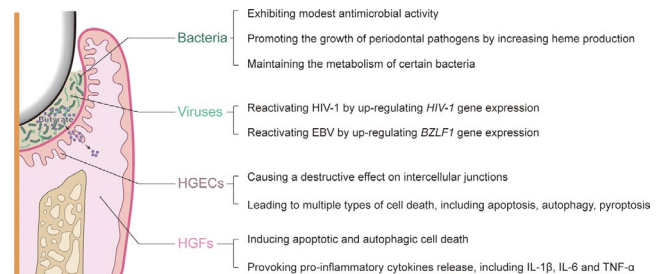 Exhibiting modest antimicrobial activity
Bacteria
Promoting the growth of periodontal pathogens by increasing heme production
Maintaining the metabolism of certain bacteria
Butyrate
Viruses
Reactivating HIV-1 by up-regulating HIV-1 gene expression
Reactivating EBV by up-regulating BZLF1 gene expression
HGECs
Causing a destructive effect on intercellular junctions
Leading to multiple types of cell death, including apoptosis, autophagy, pyroptosis
HGFs
Inducing apoptotic and autophagic cell death
Provoking pro-inflammatory cytokines release, including IL-1β, IL-6 and TNF-α